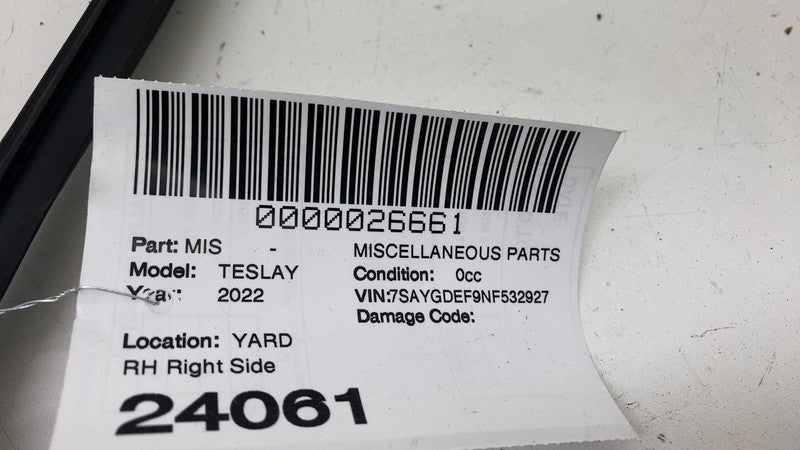 0000026661
Part: MIS - MISCELLANEOUS PARTS
Model: TESLAY Condition: 0cc
Year: 2022 VIN:7SAYGDEF9NF532927
Damage Code:
Location: YARD
RH Right Side
24061